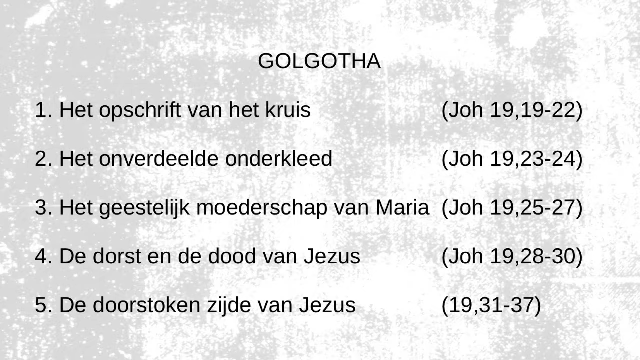 GOLGOTHA
1. Het opschrift van het kruis (Joh 19,19-22)
2. Het onverdeelde onderkleed (Joh 19,23-24)
3. Het geestelijk moederschap van Maria (Joh 19,25-27)
4. De dorst en de dood van Jezus (Joh 19,28-30)
5. De doorstoken zijde van Jezus (19,31-37)